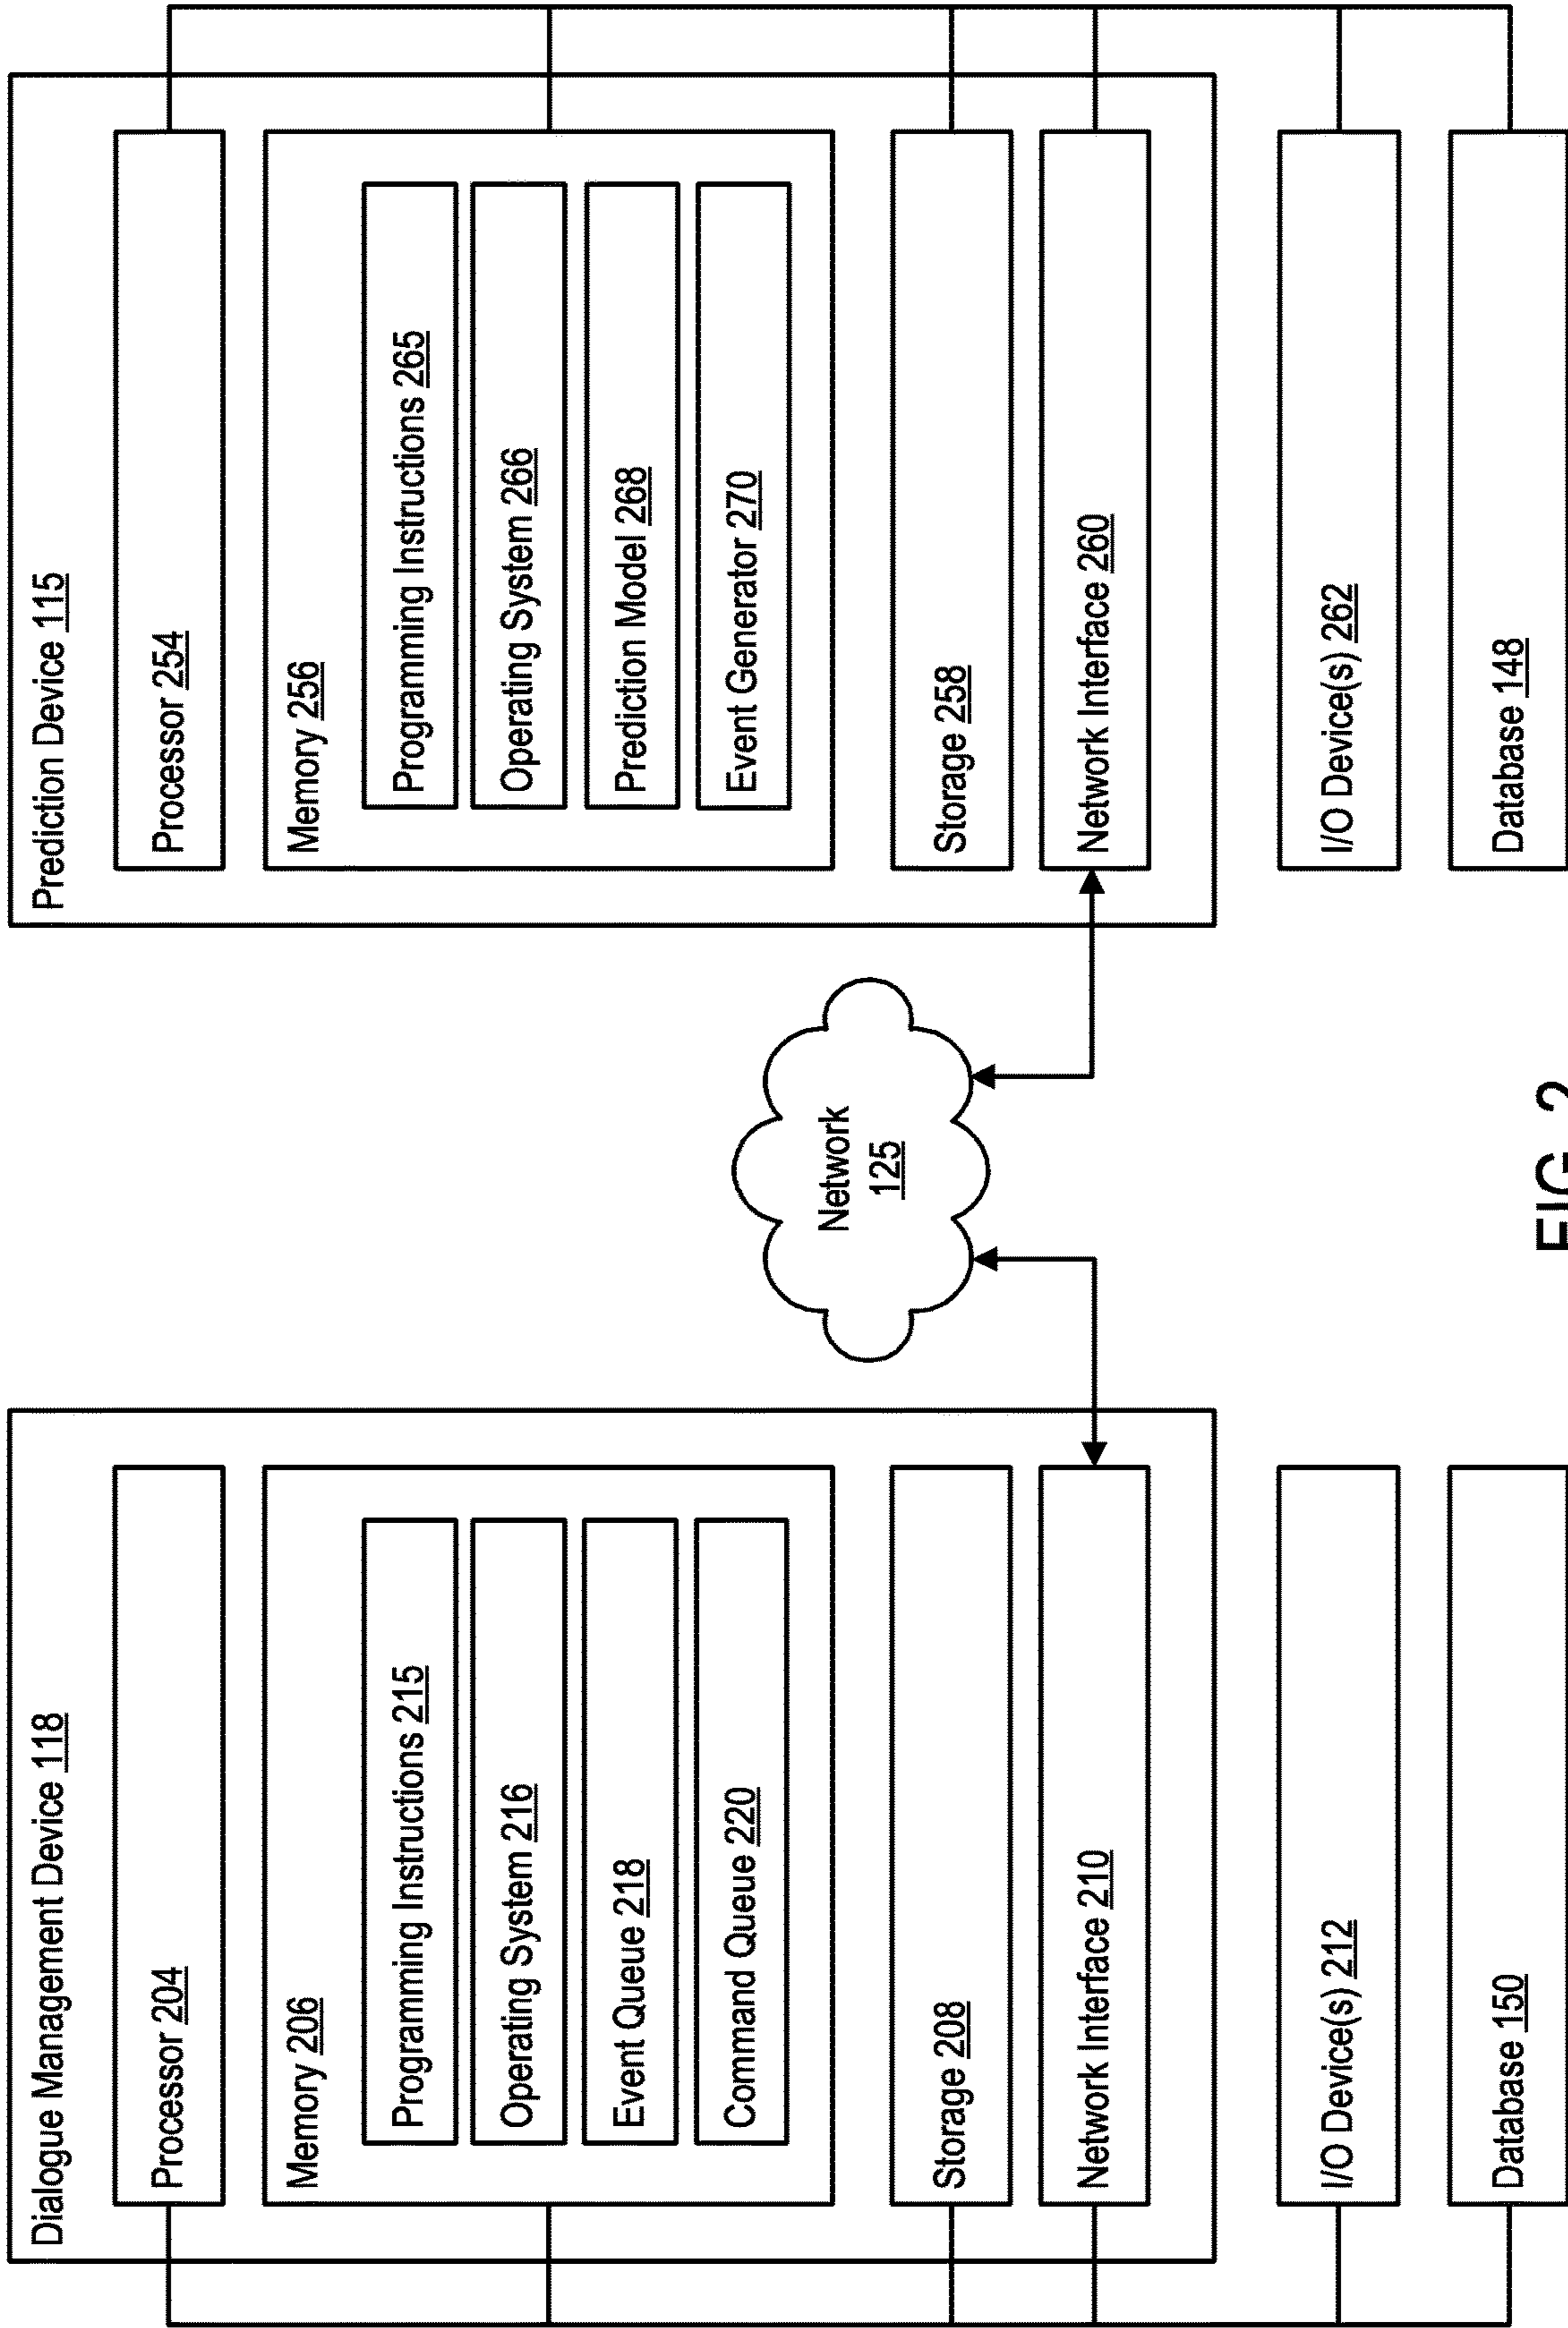 Dialogue Management Device 118
Processor 204
Memory 206
Programming Instructions 215
Operating System 216
Event Queue 218
Command Queue 220
Storage 208
Network Interface 210
I/O Device(s) 212
Database 150
Network
125
Prediction Device 115
Processor 254
Memory 256
Programming Instructions 265
Operating System 266
Prediction Model 268
Event Generator 270
Storage 258
Network Interface 260
I/O Device(s) 262
Database 148
FIG. 2